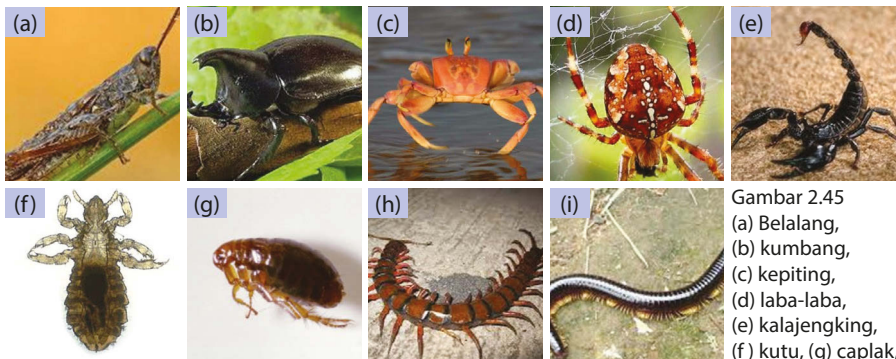 (a)
(b)
(c)
(d)
(e)
(f)
(g)
(h)
(i)
Gambar 2.45
(a) Belalang,
(b) kumbang,
(c) kepiting,
(d) laba-laba,
(e) kalajengking,
(f) kutu, (g) caplak